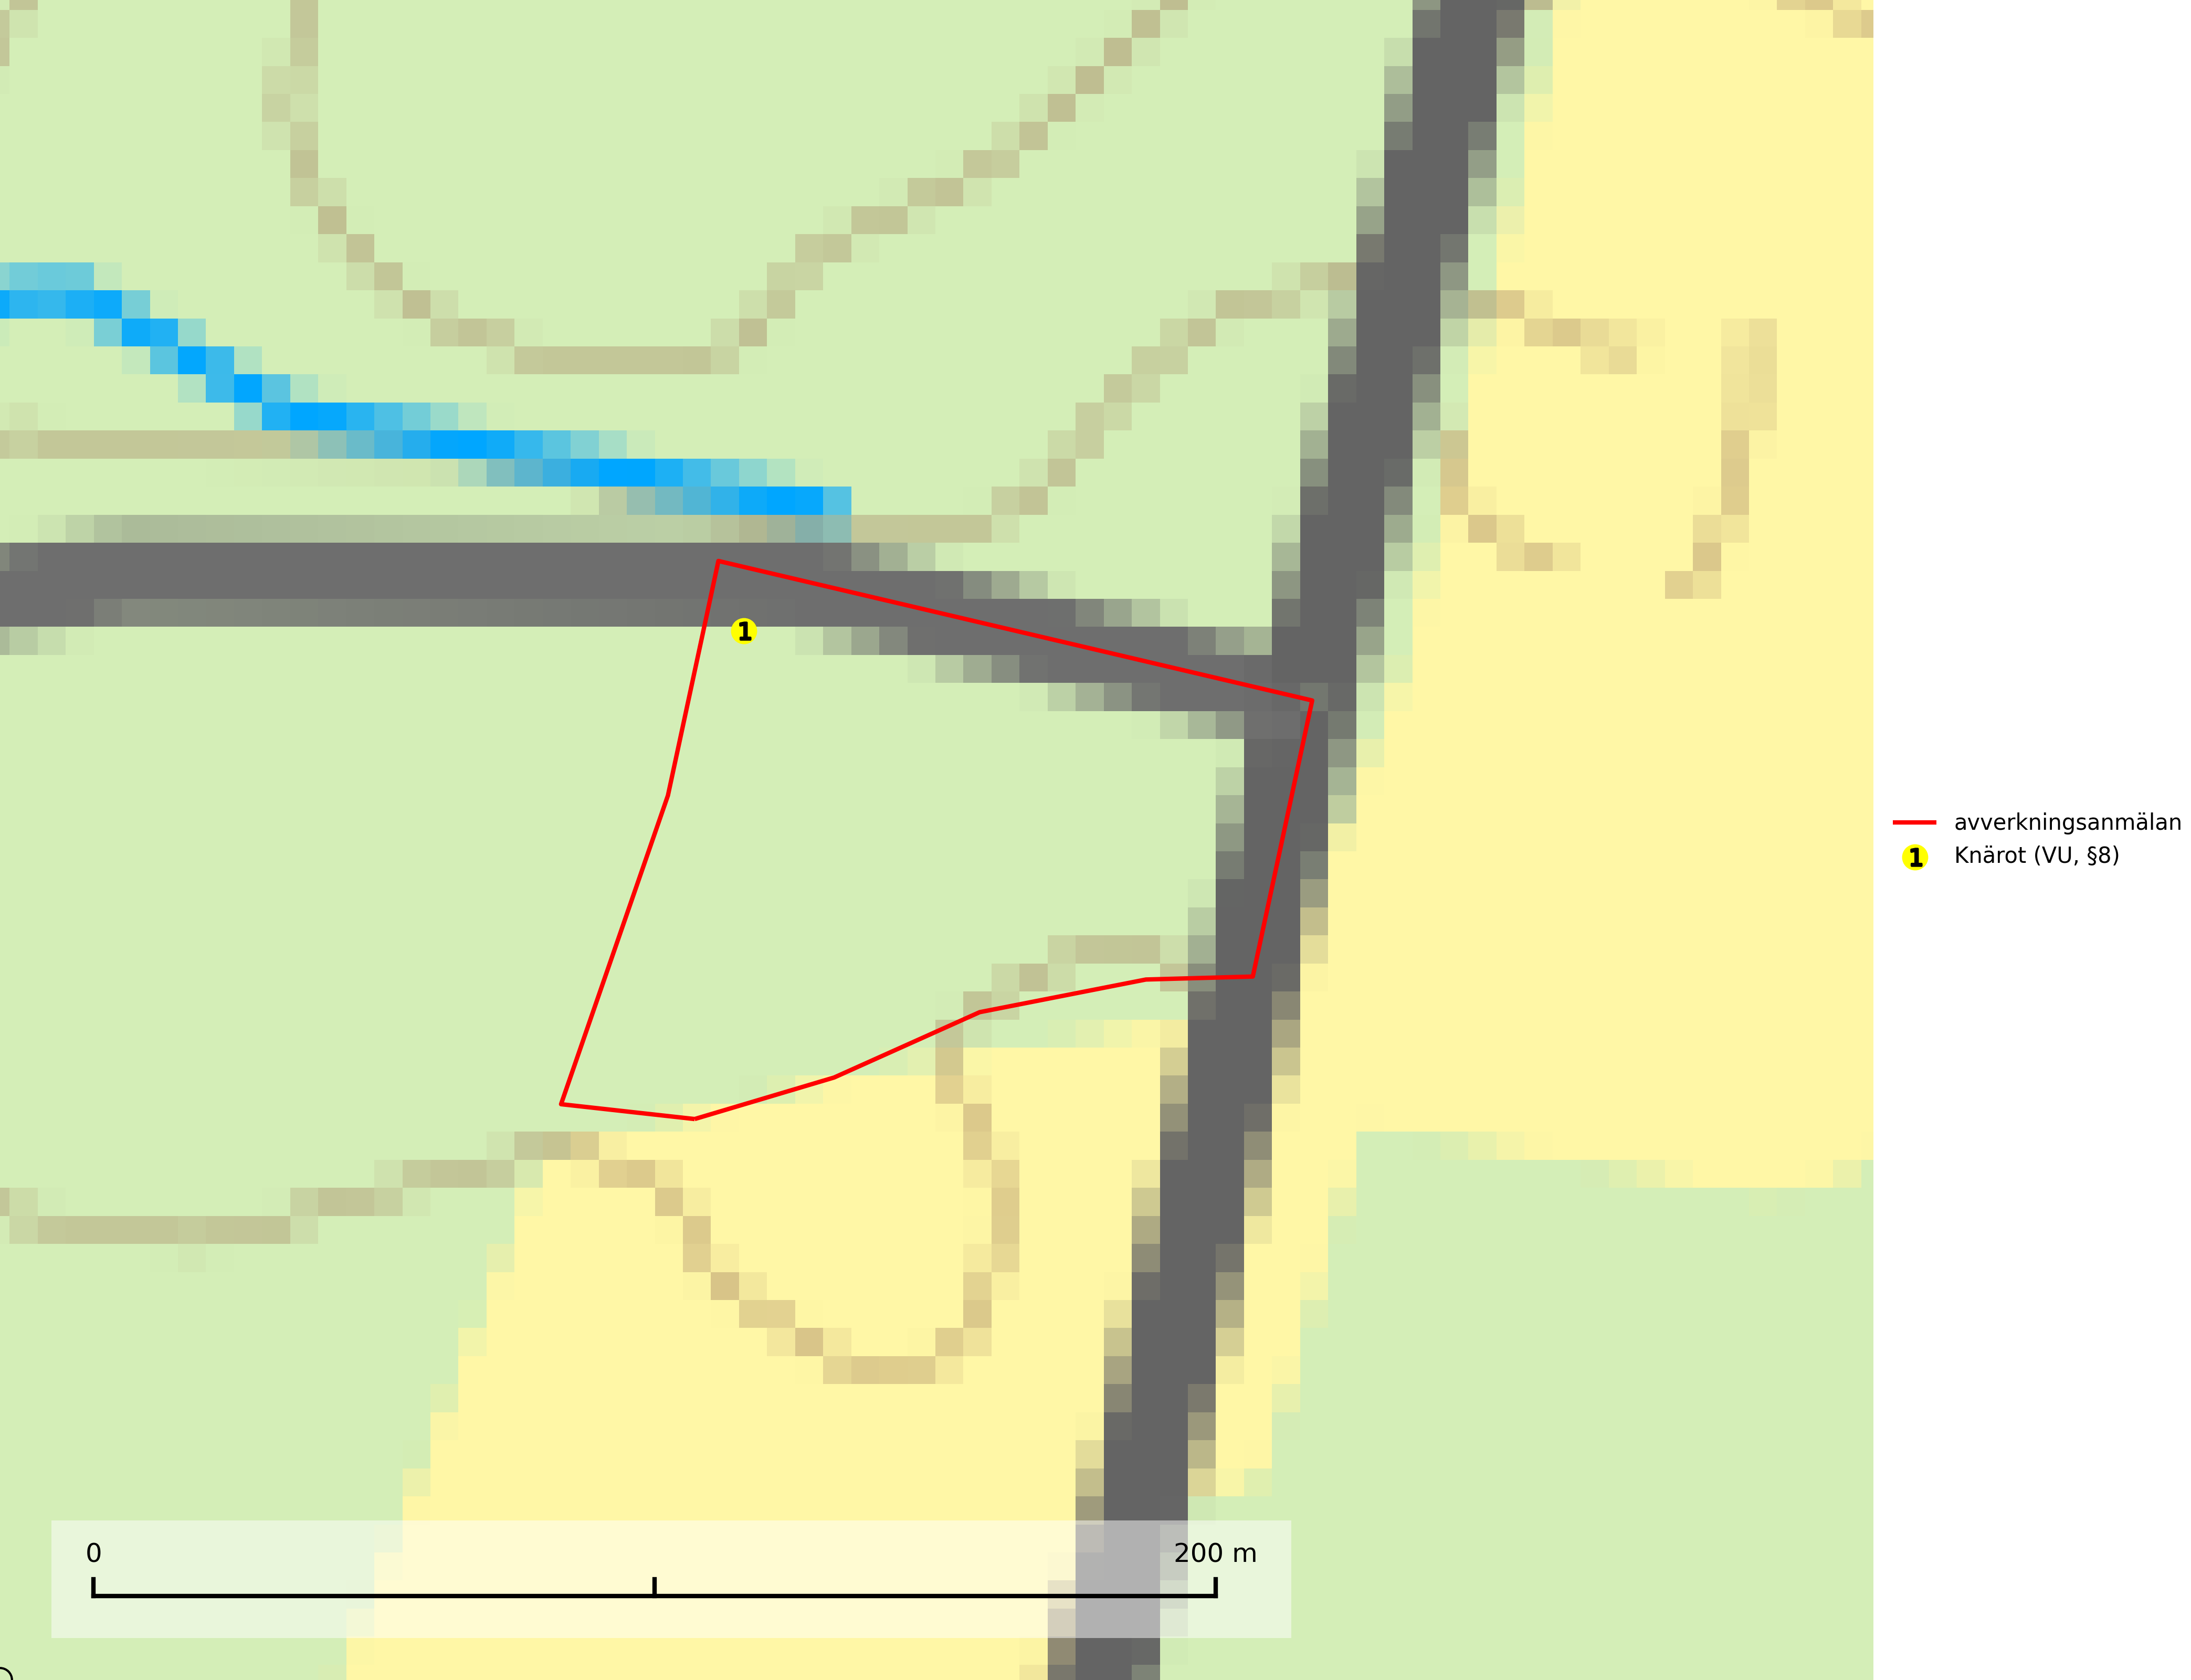 1
avverkningsanmälan
1 Knärot (VU, §8)
0 200 m